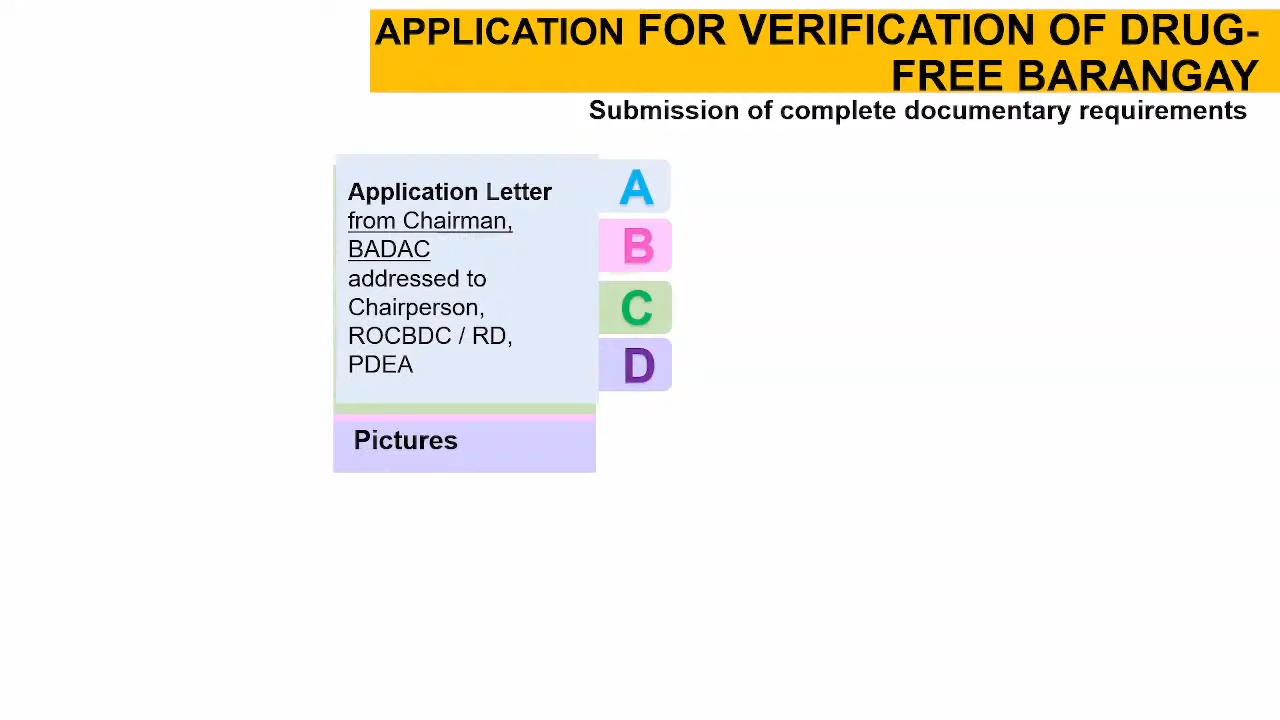 APPLICATION FOR VERIFICATION OF DRUG-
FREE BARANGAY
Submission of complete documentary requirements
Application Letter
from Chairman,
BADAC
addressed to
Chairperson,
ROCBDC / RD,
PDEA
A
B
C
D
Pictures